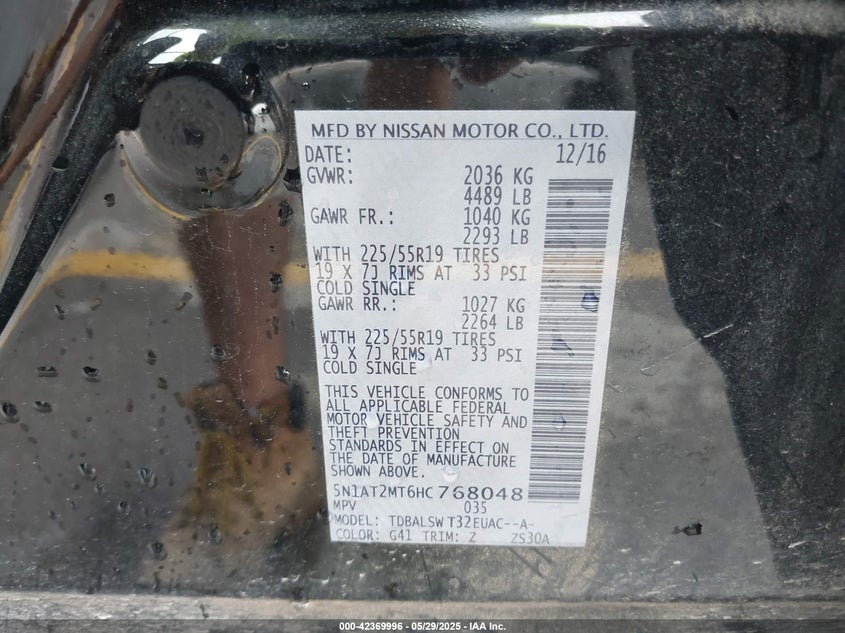 MFD BY NISSAN MOTOR CO., LTD.
DATE: 12/16
GVWR: 2036 KG
4489 LB
GAWR FR.: 1040 KG
2293 LB
WITH 225/55R19 TIRES
19 X 7J RIMS AT 33 PSI
COLD SINGLE
GAWR RR.: 1027 KG
2264 LB
WITH 225/55R19 TIRES
19 X 7J RIMS AT 33 PSI
COLD SINGLE
THIS VEHICLE CONFORMS TO
ALL APPLICABLE FEDERAL
MOTOR VEHICLE SAFETY AND
THEFT PREVENTION
STANDARDS IN EFFECT ON
THE DATE OF MANUFACTURE
SHOWN ABOVE.
5N1AT2MT6HC768048
MPV 035
MODEL: TDBALSW T32EUAC--A-
COLOR: G41 TRIM: Z ZS30A
000-42369996 - 05/29/2025 - IAA Inc.